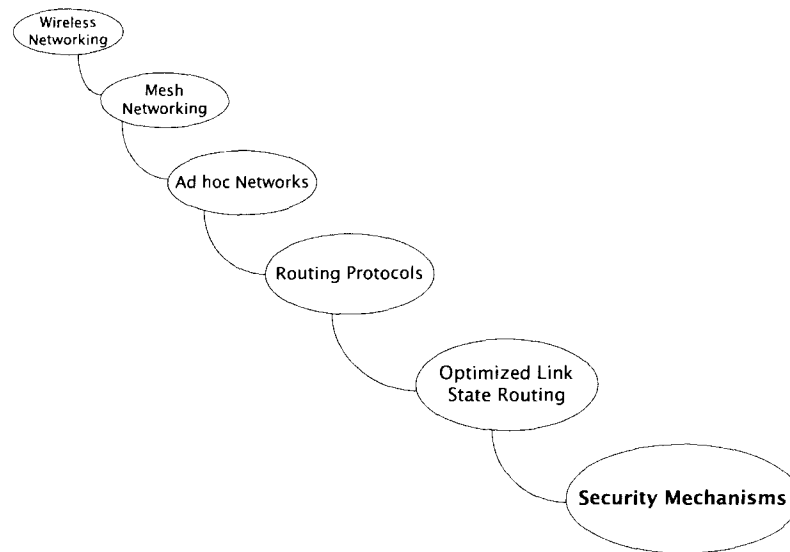 Wireless
Networking
Mesh
Networking
Ad hoc Networks
Routing Protocols
Optimized Link
State Routing
Security Mechanisms